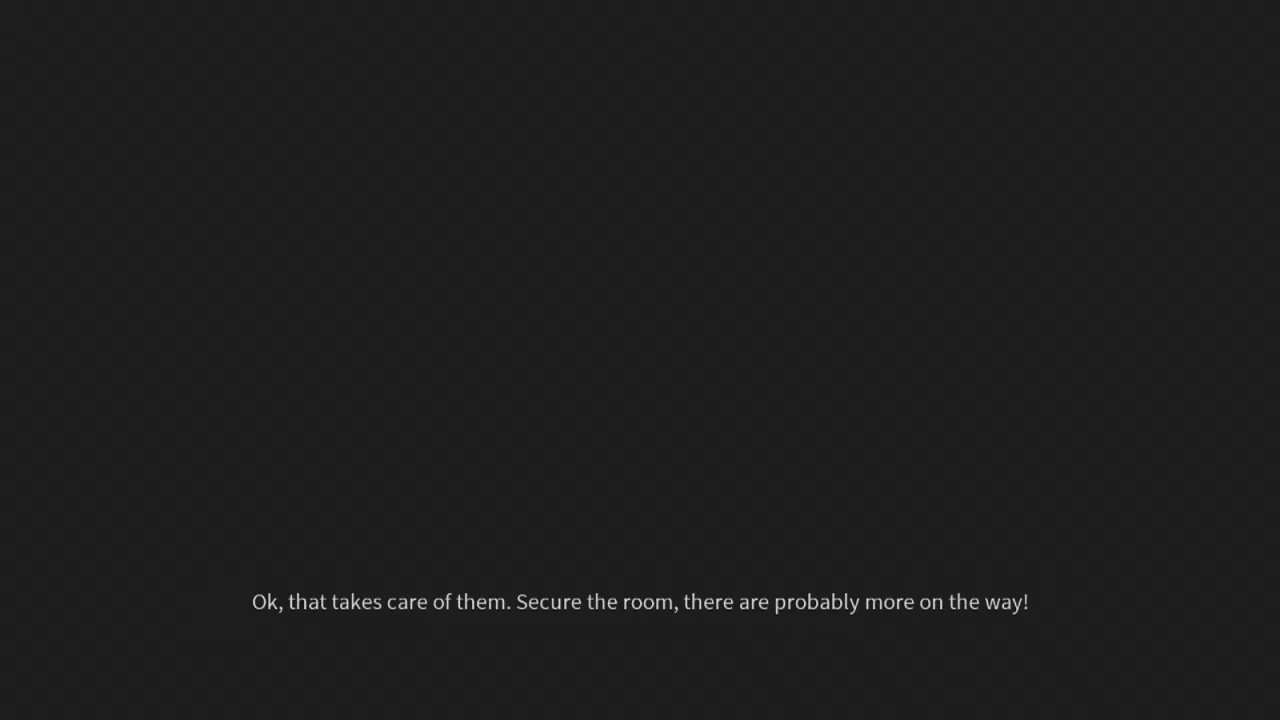 Ok, that takes care of them. Secure the room, there are probably more on the way!